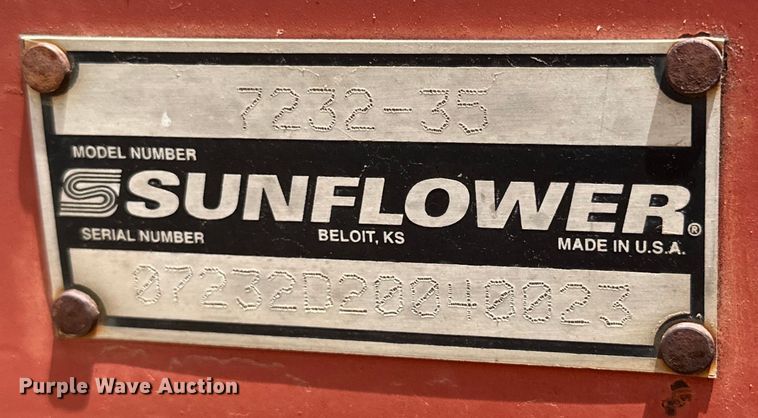 7232-35
MODEL NUMBER
SUNFLOWER®
SERIAL NUMBER BELOIT, KS MADE IN U.S.A.
07232D20040023
Purple Wave Auction